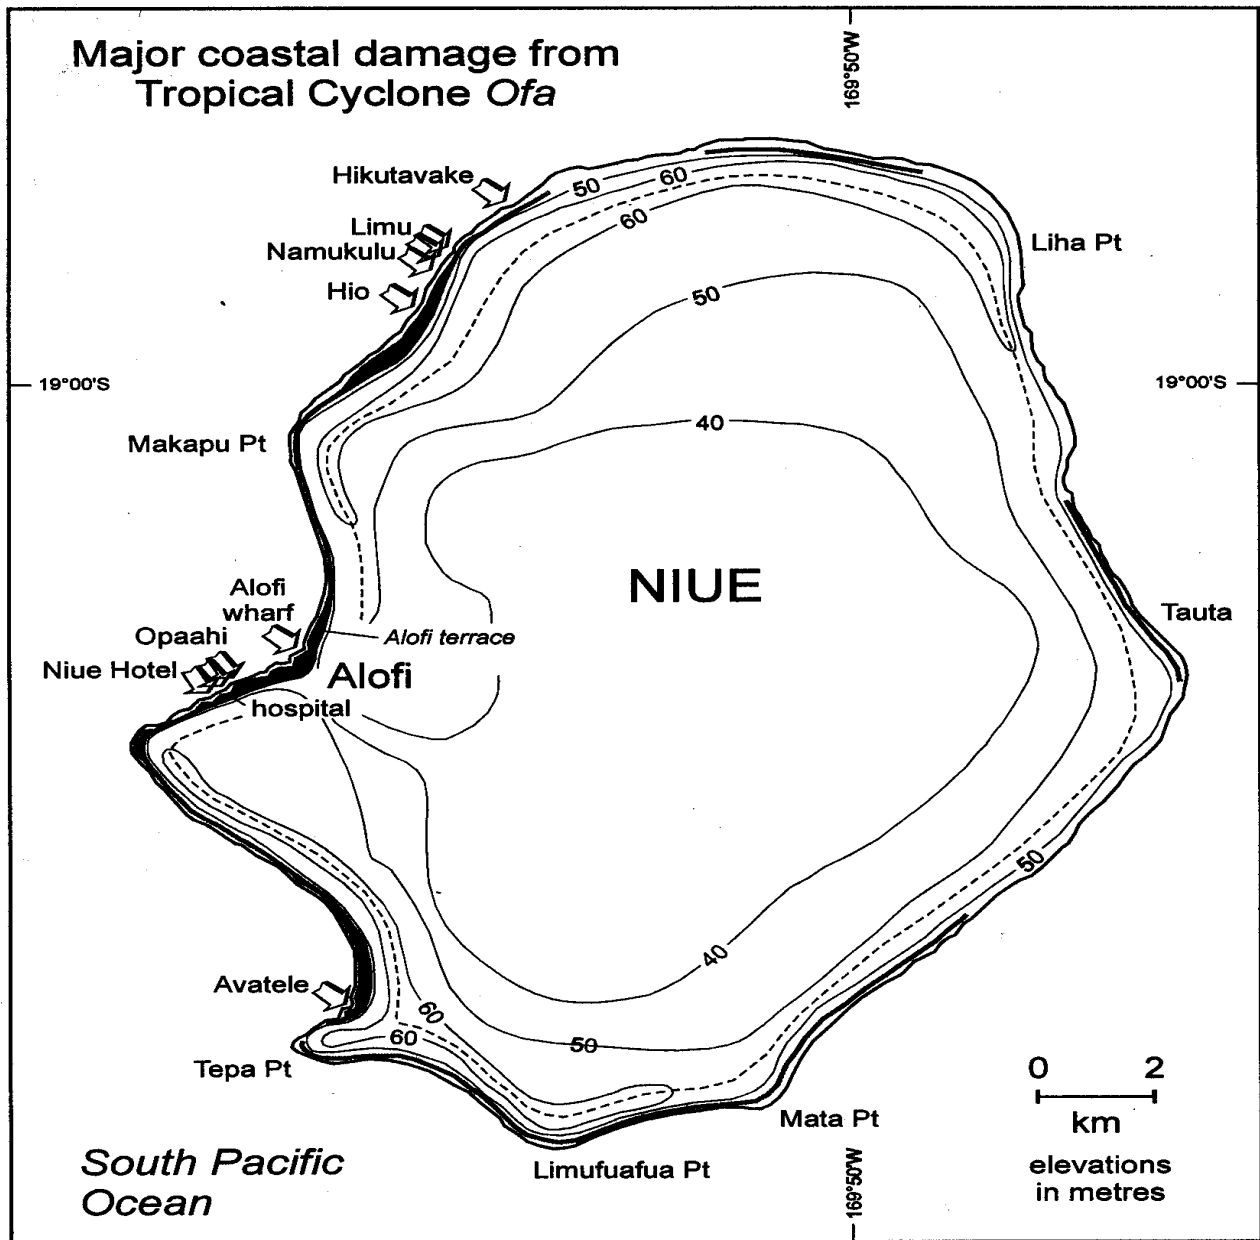 Major coastal damage from
Tropical Cyclone Ofa
169°50'W
Hikutavake
50
60
60
Limu
Namukulu
Hio
Liha Pt
50
19°00'S
19°00'S
40
Makapu Pt
NIUE
Alofi
wharf
Tauta
Opaahi
Alofi terrace
Niue Hotel
Alofi
hospital
50
40
Avatele
60
60
50
Tepa Pt
0 2
km
Mata Pt
elevations
in metres
South Pacific
Ocean
Limufuafua Pt
169°50'W